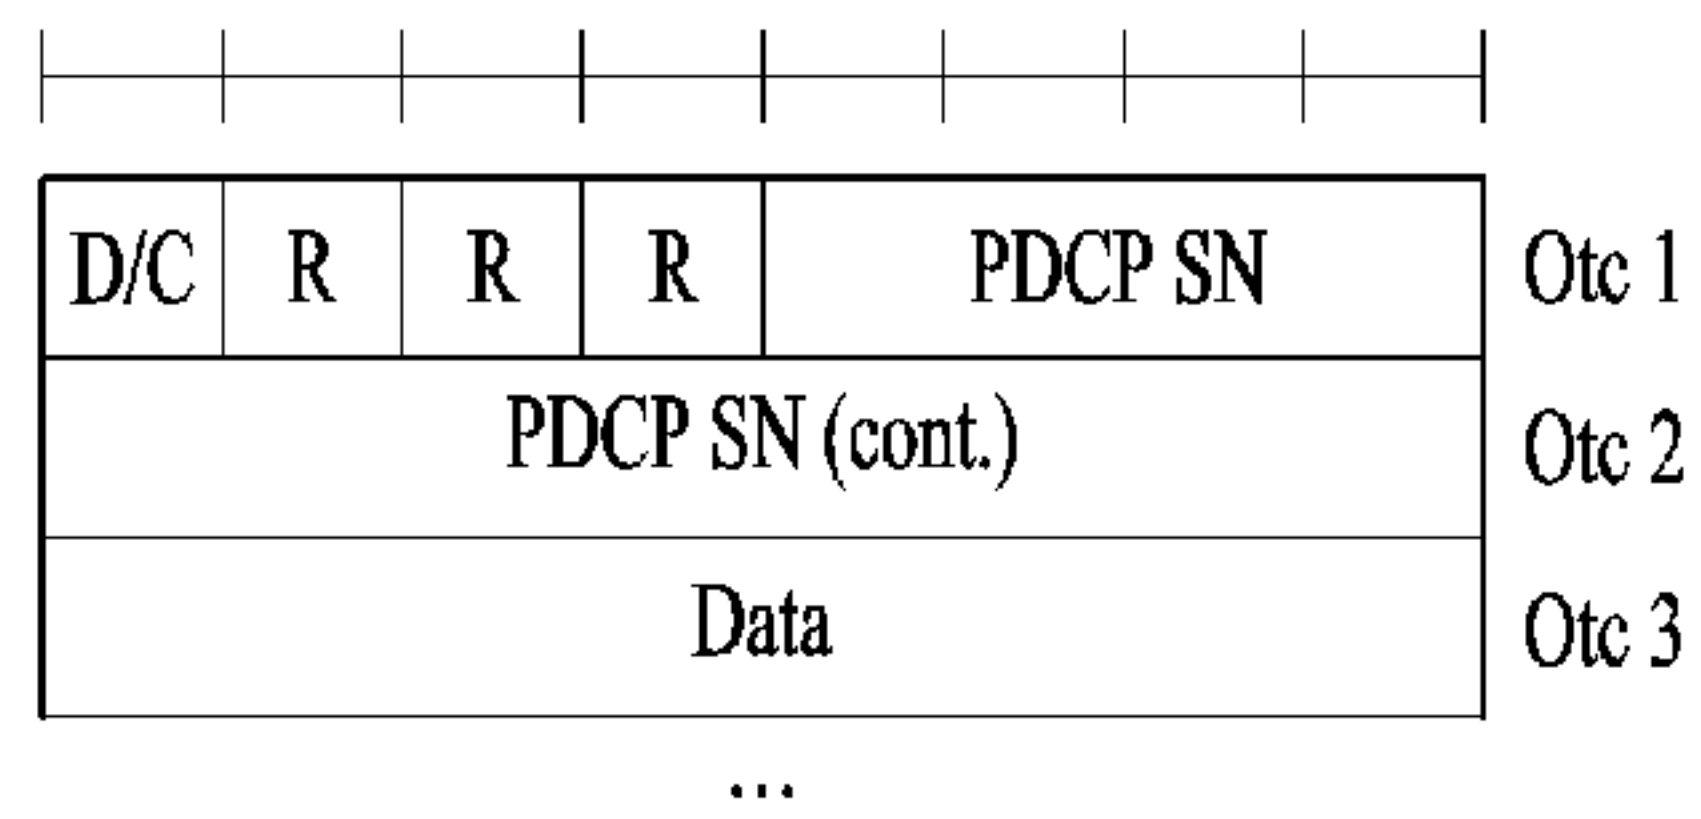 D/C R R R PDCP SN Otc 1
PDCP SN (cont.) Otc 2
Data Otc 3
...